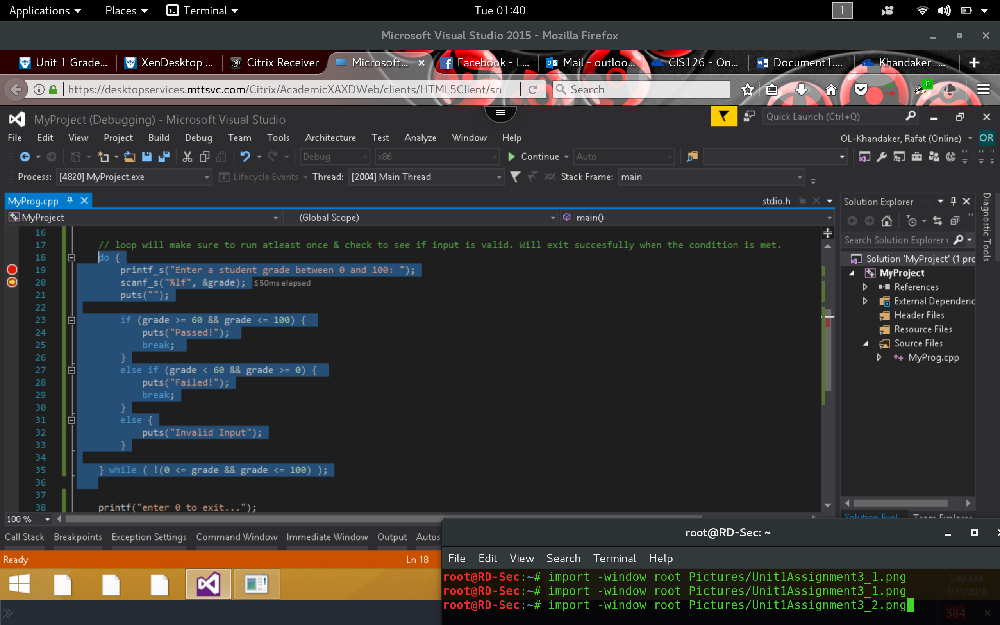 Applications Places Terminal Tue 01:40 1
Microsoft Visual Studio 2015 - Mozilla Firefox
Unit 1 Grade... XenDesktop ... Citrix Receiver Microsoft... Facebook - L... Mail - outloo... CIS126 - On... Document1.... Khandaker_...
https://desktopservices.mttsvc.com/Citrix/AcademicXAXDWeb/clients/HTML5Client/src Search 0
MyProject (Debugging) - Microsoft Visual Studio Quick Launch (Ctrl+Q)
File Edit View Project Build Debug Team Tools Architecture Test Analyze Window Help OL-Khandaker, Rafat (Online) OR
Debug x86 Continue Auto
Process: [4820] MyProject.exe Lifecycle Events Thread: [2004] Main Thread Stack Frame: main
MyProg.cpp stdio.h Solution Explorer Diagnostic Tools
MyProject (Global Scope) main()
16
17 // loop will make sure to run atleast once & check to see if input is valid. Will exit succesfully when the condition is met. Search Solution Explorer
18 do { Solution 'MyProject' (1 prc
19 printf_s("Enter a student grade between 0 and 100: "); MyProject
20 scanf_s("%lf", &grade); ≤50ms elapsed References
21 puts(""); External Dependenc
22 Header Files
23 if (grade >= 60 && grade <= 100) { Resource Files
24 puts("Passed!");
25 break; Source Files
26 } MyProg.cpp
27 else if (grade < 60 && grade >= 0) {
28 puts("Failed!");
29 break;
30 }
31 else {
32 puts("Invalid Input");
33 }
34
35 } while ( !(0 <= grade && grade <= 100) );
36
37
38 printf("enter 0 to exit...");
100 % Solution Expl Team Explorer
Call Stack Breakpoints Exception Settings Command Window Immediate Window Output Autos
Ready Ln 18
root@RD-Sec: ~
File Edit View Search Terminal Help
root@RD-Sec:~# import -window root Pictures/Unit1Assignment3_1.png 1:40 AM
root@RD-Sec:~# import -window root Pictures/Unit1Assignment3_1.png 7/31/2018
root@RD-Sec:~# import -window root Pictures/Unit1Assignment3_2.png
384